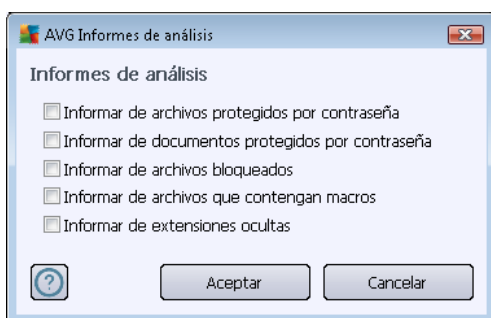 AVG Informes de análisis
Informes de análisis
Informar de archivos protegidos por contraseña
Informar de documentos protegidos por contraseña
Informar de archivos bloqueados
Informar de archivos que contengan macros
Informar de extensiones ocultas
? Aceptar Cancelar